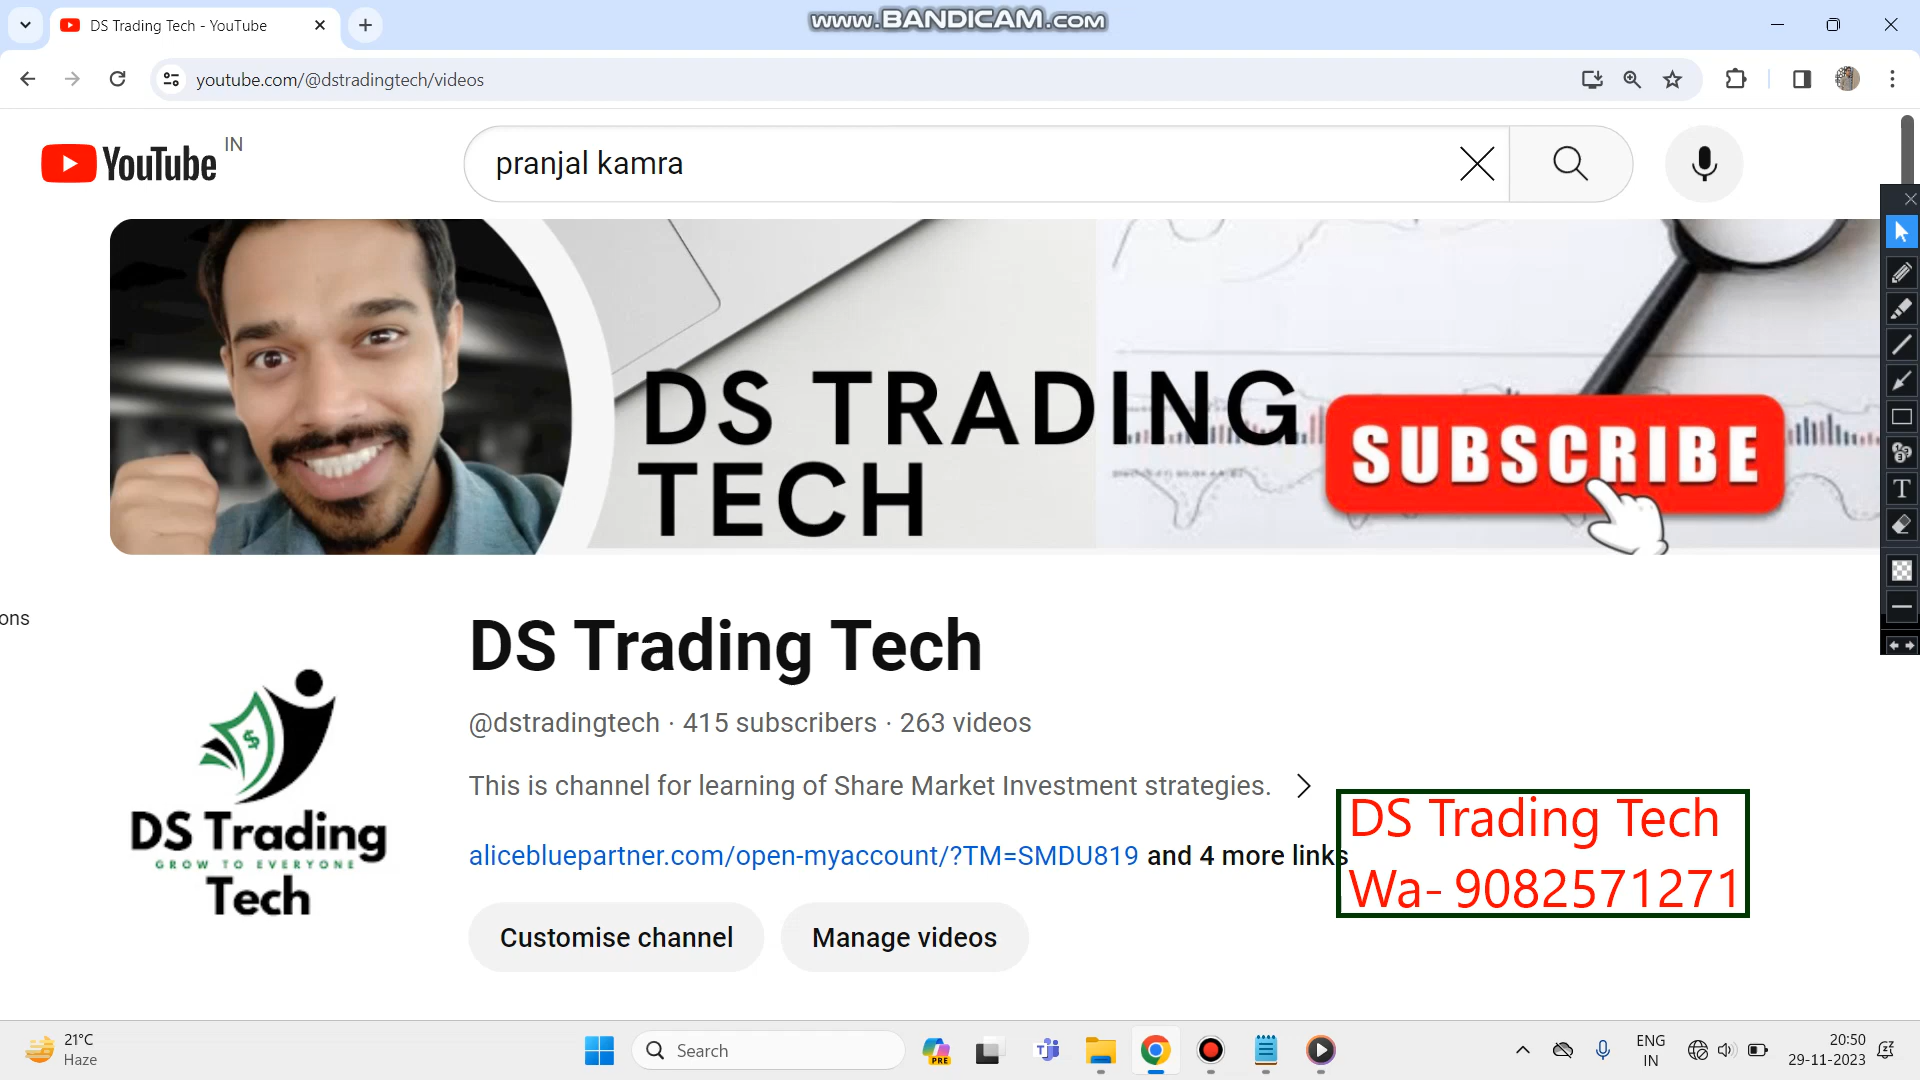 DS Trading Tech - YouTube
www.BANDICAM.com
youtube.com/@dstradingtech/videos
YouTube IN
pranjal kamra
DS TRADING
TECH
SUBSCRIBE
ons
DS Trading Tech
@dstradingtech · 415 subscribers · 263 videos
This is channel for learning of Share Market Investment strategies.
alicebluepartner.com/open-myaccount/?TM=SMDU819 and 4 more links
Customise channel
Manage videos
DS Trading
GROW TO EVERYONE
Tech
DS Trading Tech
Wa- 9082571271
T
21°C
Haze
Search
PRE
ENG
IN
20:50
29-11-2023